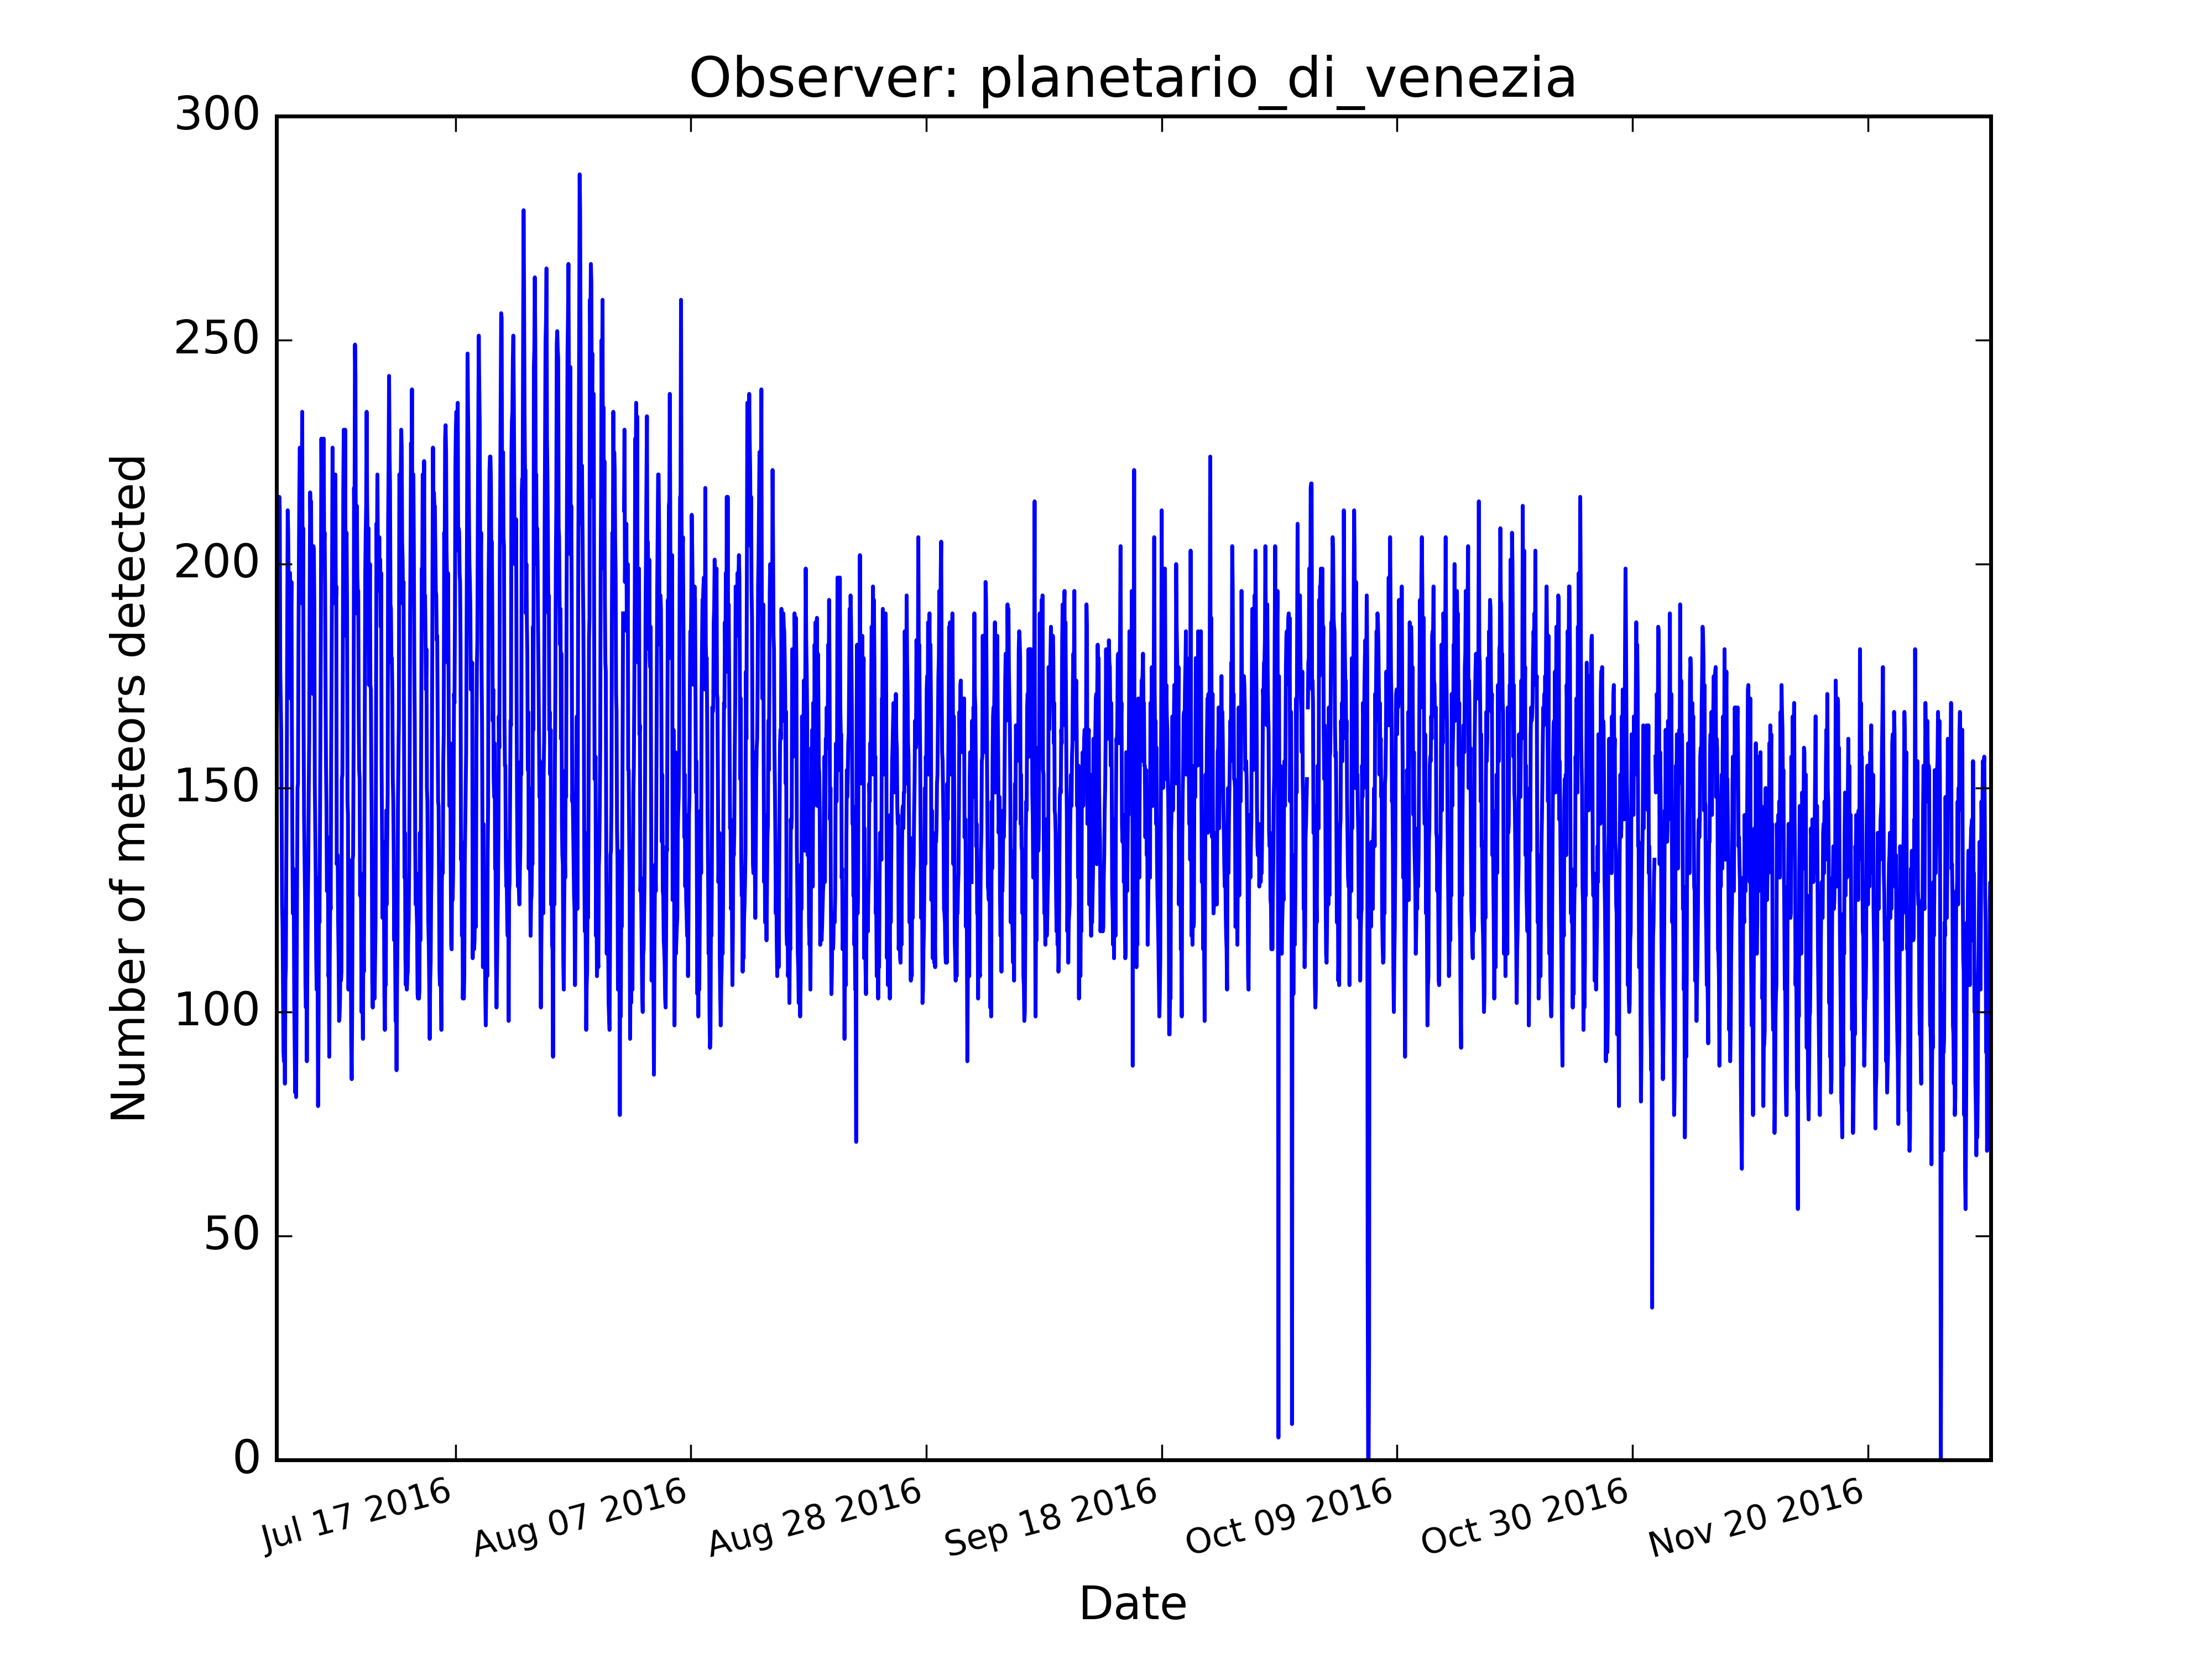 Observer: planetario_di_venezia
300
250
200
150
100
50
0
Number of meteors detected
Jul 17 2016
Aug 07 2016
Aug 28 2016
Sep 18 2016
Oct 09 2016
Oct 30 2016
Nov 20 2016
Date